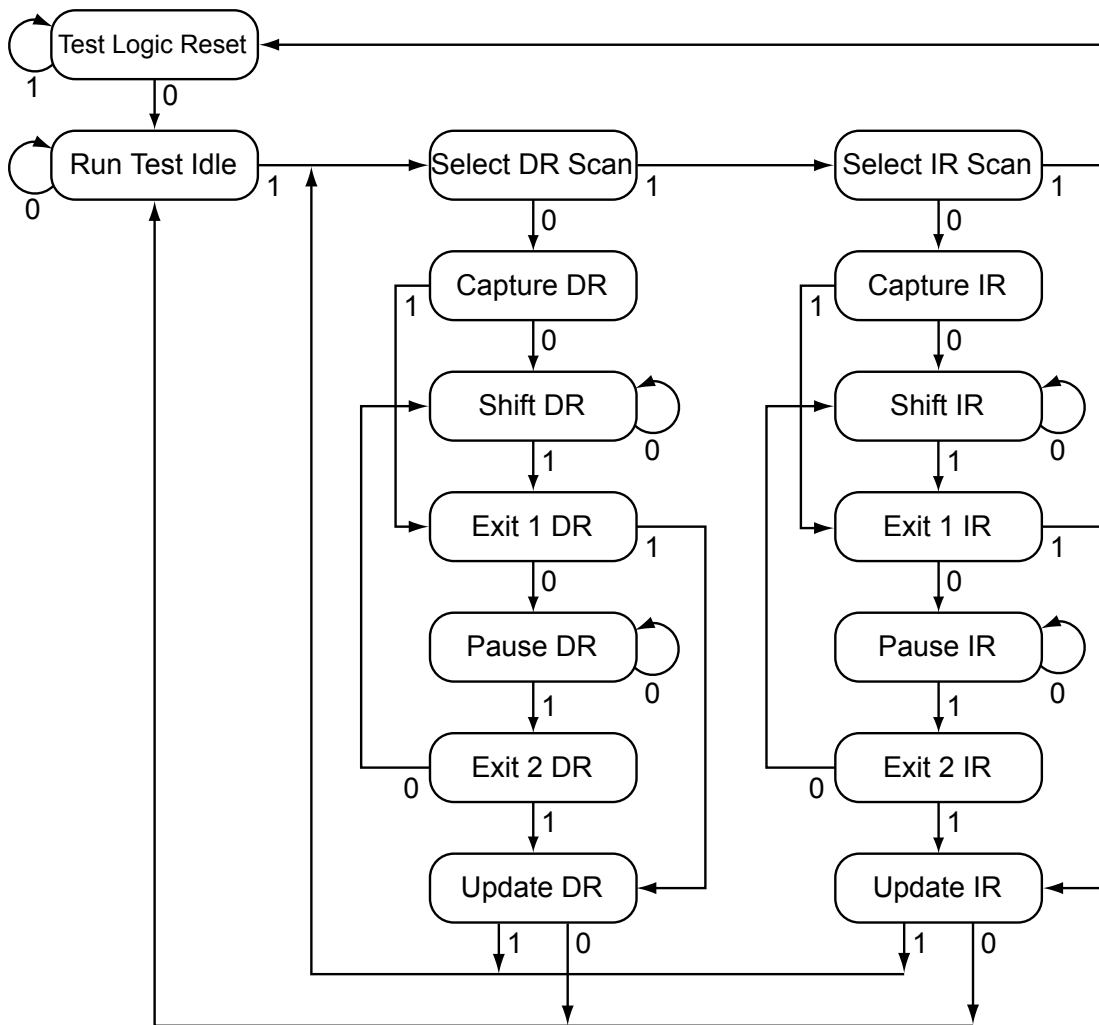 Test Logic Reset
1
0
Run Test Idle
0
1
Select DR Scan
1
0
Select IR Scan
1
0
Capture DR
1
0
Capture IR
1
0
Shift DR
0
1
Shift IR
0
1
Exit 1 DR
1
0
Exit 1 IR
1
0
Pause DR
0
1
Pause IR
0
1
Exit 2 DR
0
1
Exit 2 IR
0
1
Update DR
1
0
Update IR
1
0